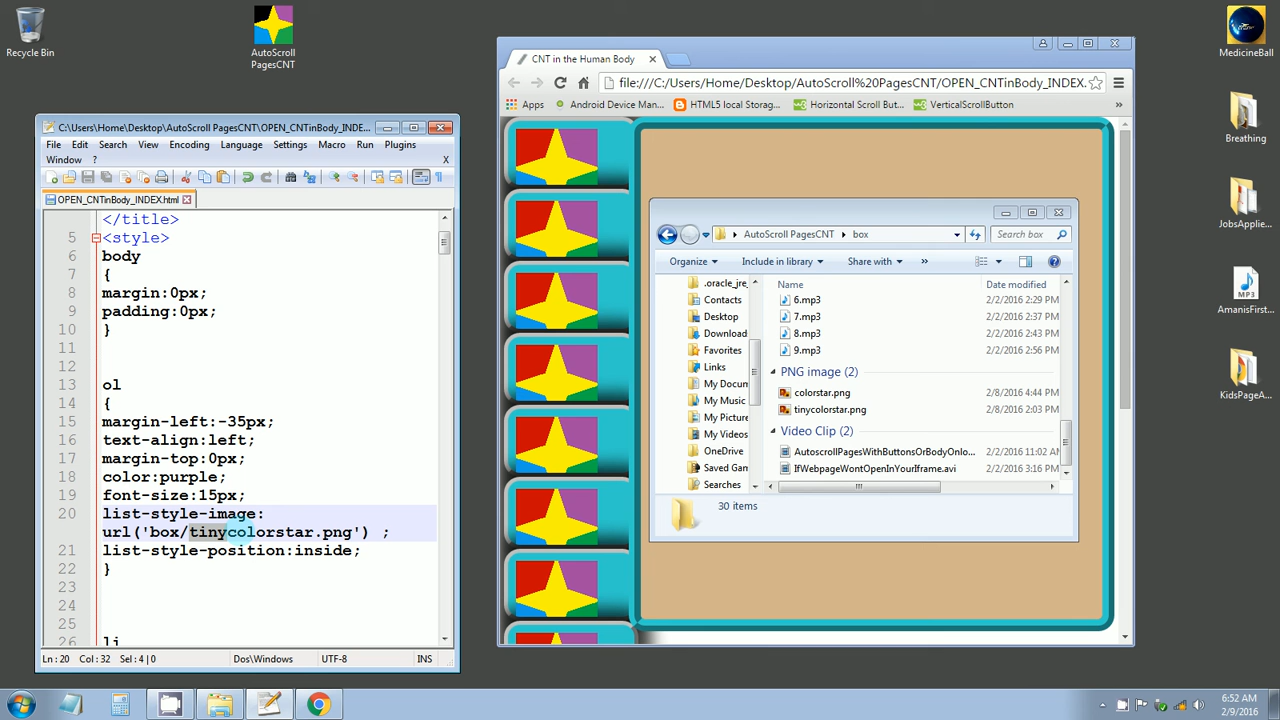 Recycle Bin
AutoScroll
PagesCNT
MedicineBall
Breathing
JobsApplie...
MP3
AmanisFirst...
KidsPageA...
C:\Users\Home\Desktop\AutoScroll PagesCNT\OPEN_CNTinBody_INDE...
File Edit Search View Encoding Language Settings Macro Run Plugins
Window ?
X
OPEN_CNTinBody_INDEX.html
</title>
5 <style>
6 body
7 {
8 margin:0px;
9 padding:0px;
10 }
11
12
13 ol
14 {
15 margin-left:-35px;
16 text-align:left;
17 margin-top:0px;
18 color:purple;
19 font-size:15px;
20 list-style-image:
url('box/tinycolorstar.png') ;
21 list-style-position:inside;
22 }
23
24
25
26 li
Ln:20 Col:32 Sel:4|0 Dos\Windows UTF-8 INS
CNT in the Human Body
file:///C:/Users/Home/Desktop/AutoScroll%20PagesCNT/OPEN_CNTinBody_INDEX.
Apps Android Device Man... HTML5 local Storag... Horizontal Scroll But... VerticalScrollButton »
AutoScroll PagesCNT box Search box
Organize Include in library Share with »
Name Date modified
.oracle_jre_
Contacts
Desktop
Download
Favorites
Links
My Docum
My Music
My Picture
My Videos
OneDrive
Saved Gam
Searches
6.mp3 2/2/2016 2:29 PM
7.mp3 2/2/2016 2:37 PM
8.mp3 2/2/2016 2:43 PM
9.mp3 2/2/2016 2:56 PM
PNG image (2)
colorstar.png 2/8/2016 4:44 PM
tinycolorstar.png 2/8/2016 2:03 PM
Video Clip (2)
AutoscrollPagesWithButtonsOrBodyOnlo... 2/2/2016 11:02 AM
IfWebpageWontOpenInYourIframe.avi 2/2/2016 3:16 PM
30 items
6:52 AM
2/9/2016